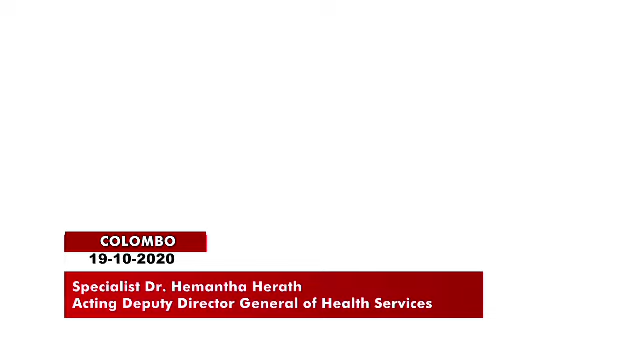 COLOMBO
19-10-2020
Specialist Dr. Hemantha Herath
Acting Deputy Director General of Health Services